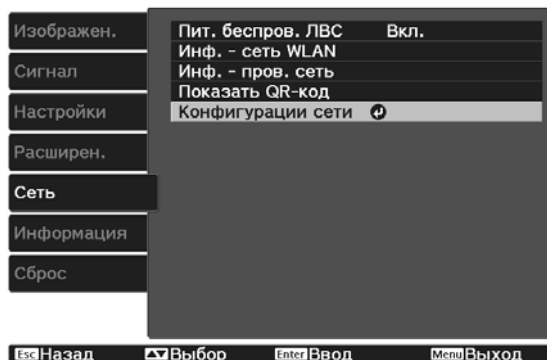 Изображен.
Сигнал
Настройки
Расширен.
Сеть
Информация
Сброс
Пит. беспров. ЛВС Вкл.
Инф. - сеть WLAN
Инф. - пров. сеть
Показать QR-код
Конфигурации сети
Esc Назад Выбор Enter Ввод Menu Выход